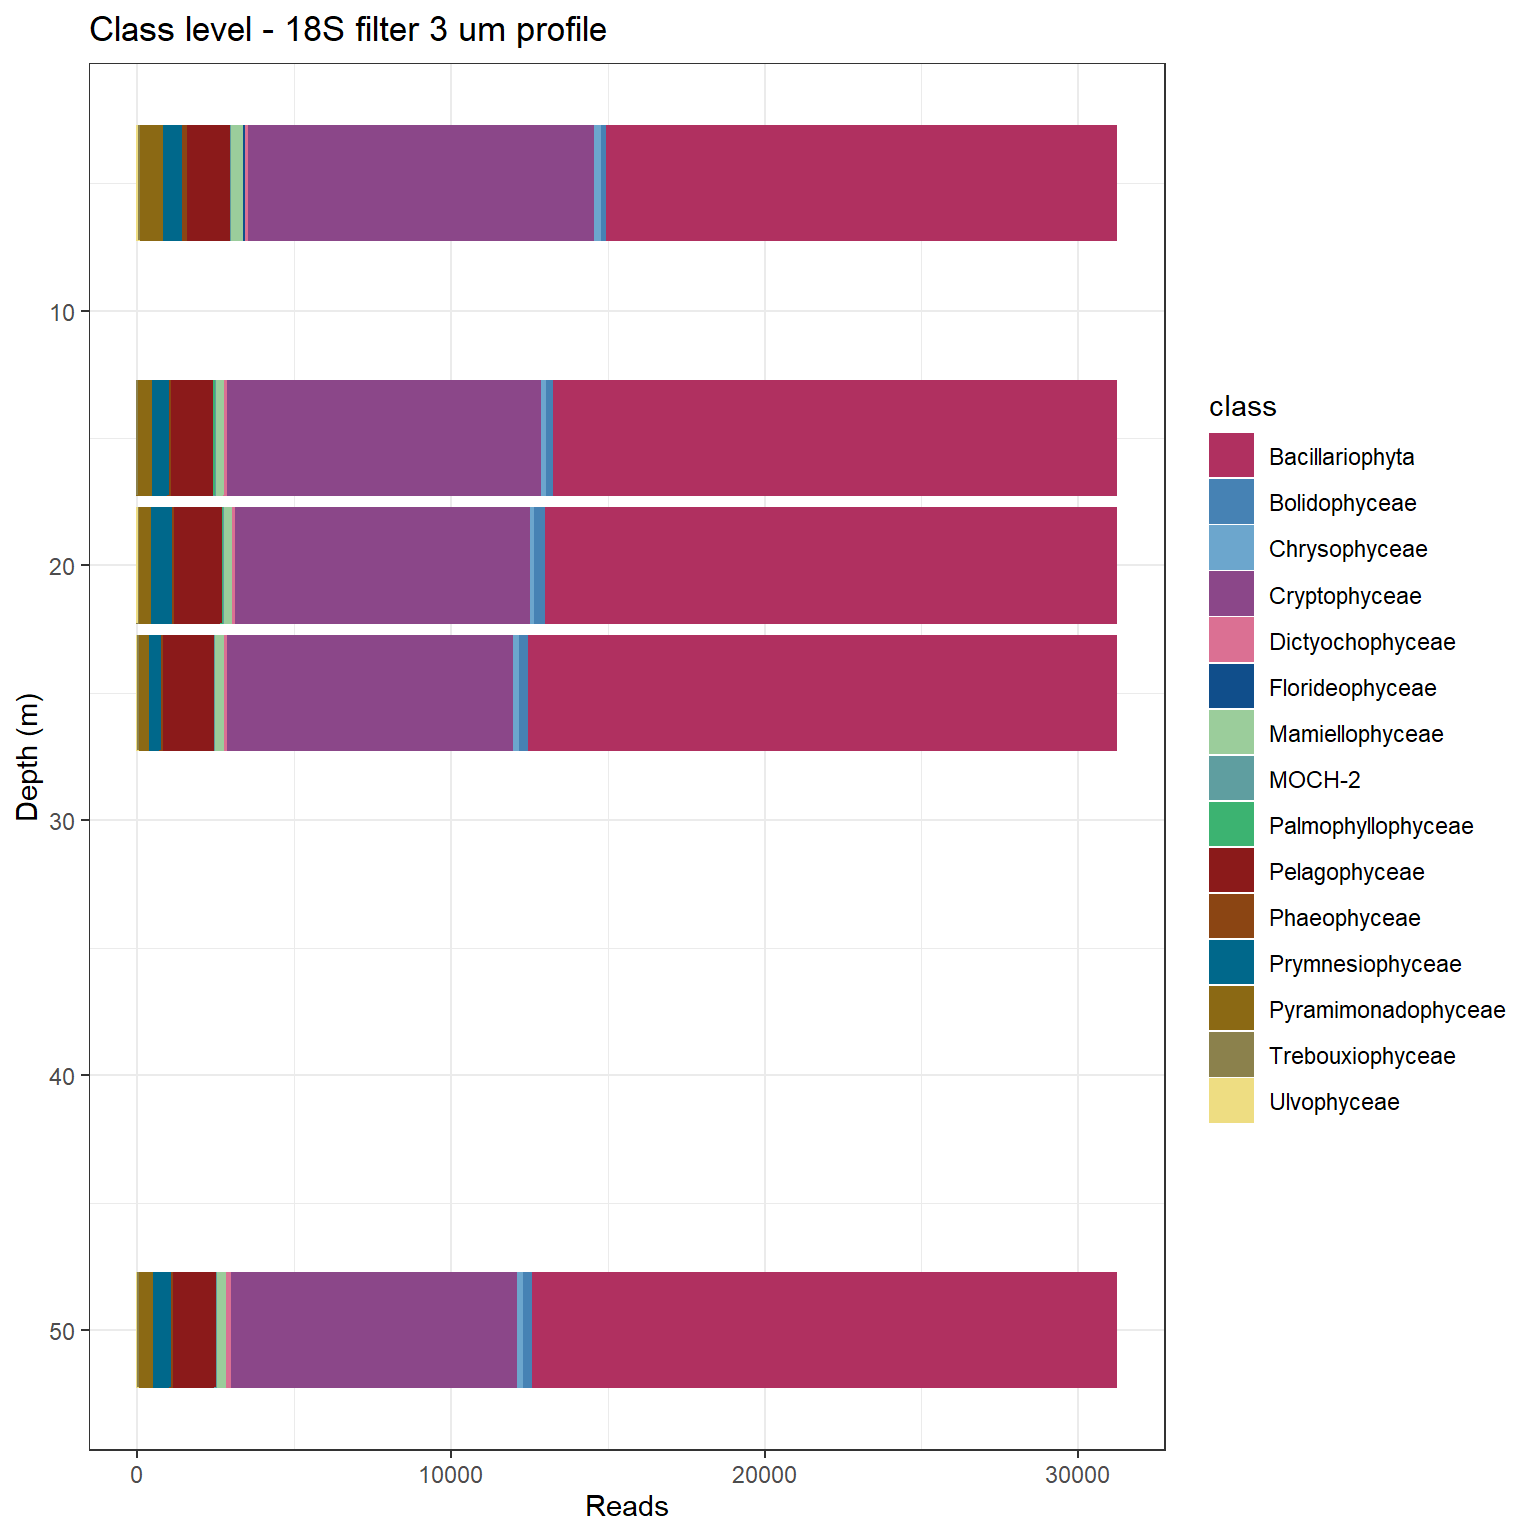 Class level - 18S filter 3 um profile
10
20
30
40
50
Depth (m)
0 10000 20000 30000
Reads
class
Bacillariophyta
Bolidophyceae
Chrysophyceae
Cryptophyceae
Dictyochophyceae
Florideophyceae
Mamiellophyceae
MOCH-2
Palmophyllophyceae
Pelagophyceae
Phaeophyceae
Prymnesiophyceae
Pyramimonadophyceae
Trebouxiophyceae
Ulvophyceae